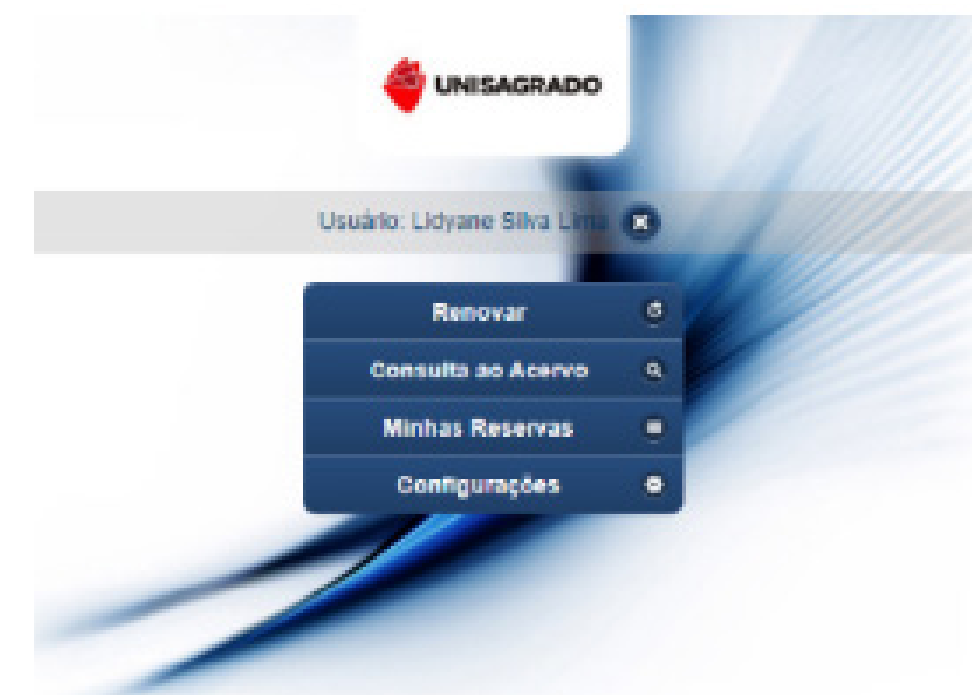 UNISAGRADO
Usuário: Lidyane Silva Lima
Renovar
Consulta ao Acervo
Minhas Reservas
Configurações